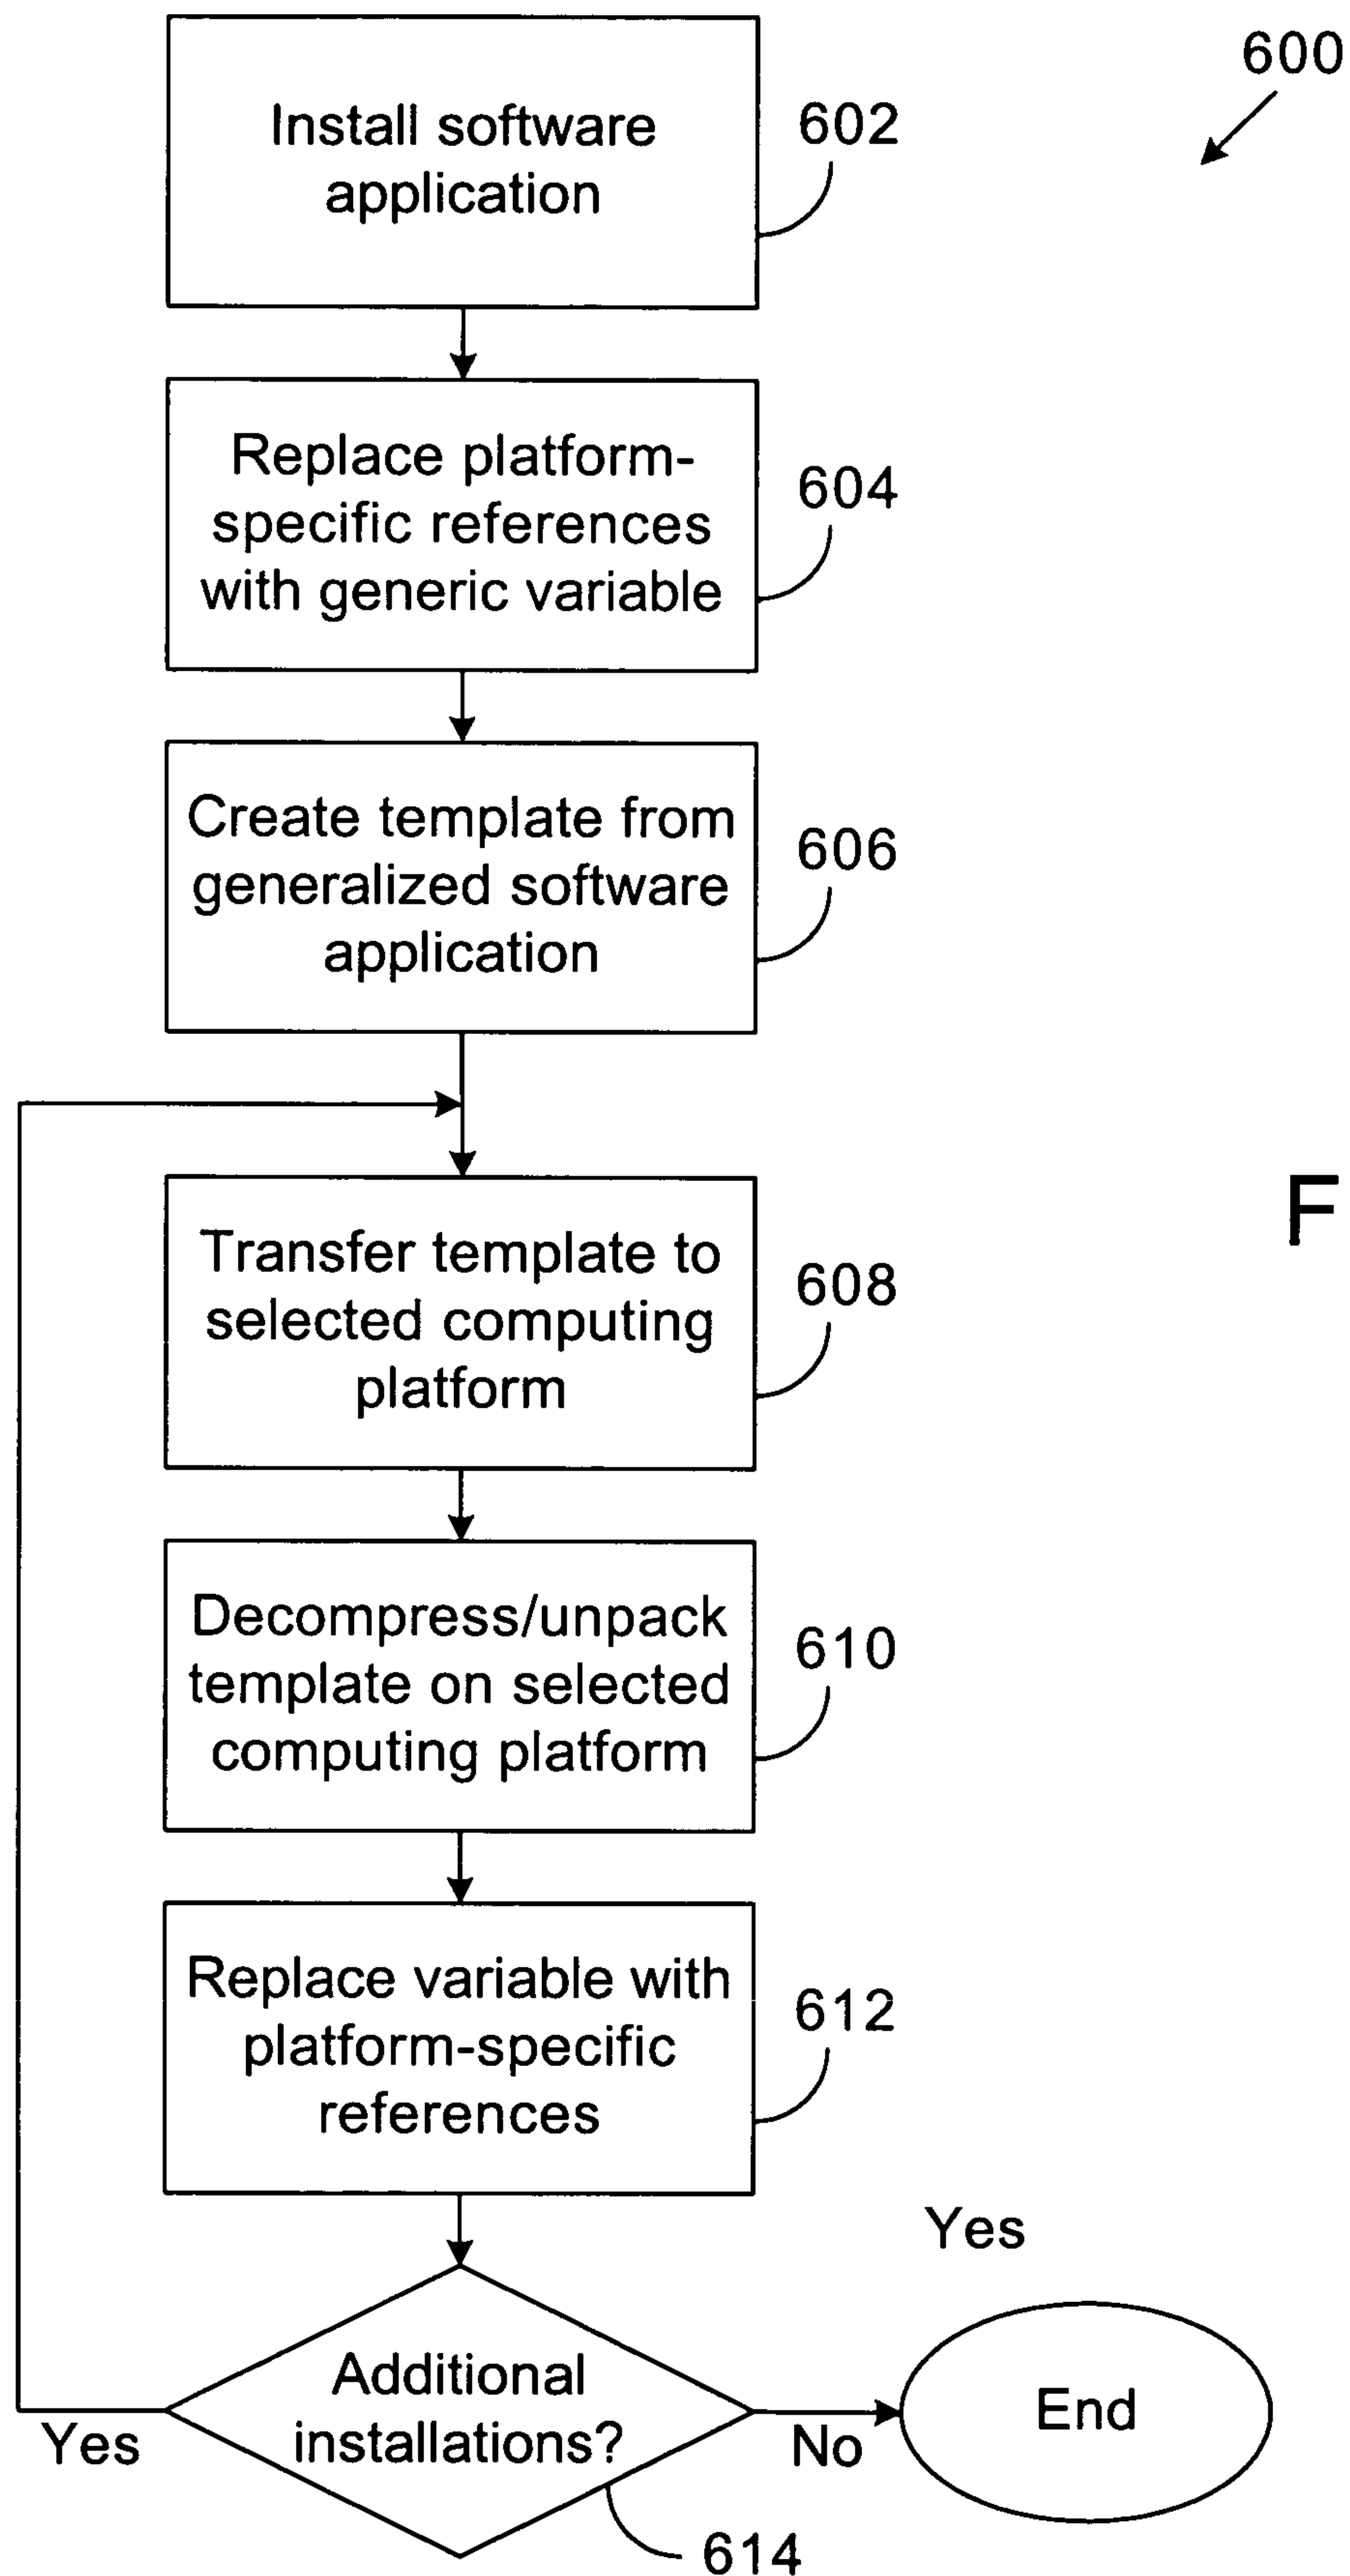 600
Install software
application
602
Replace platform-
specific references
with generic variable
604
Create template from
generalized software
application
606
Transfer template to
selected computing
platform
608
F
Decompress/unpack
template on selected
computing platform
610
Replace variable with
platform-specific
references
612
Yes
Additional
installations?
Yes
No
End
614